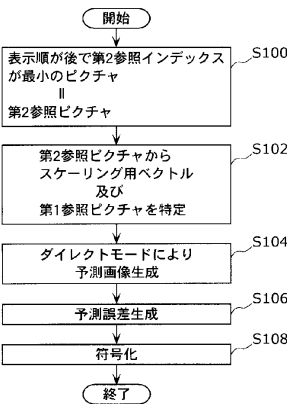 開始
表示順が後で第2参照インデックス
が最小のピクチャ
॥
第2参照ピクチャ
S100
第2参照ピクチャから
スケーリング用ベクトル
及び
第1参照ピクチャを特定
S102
ダイレクトモードにより
予測画像生成
S104
予測誤差生成
S106
符号化
S108
終了